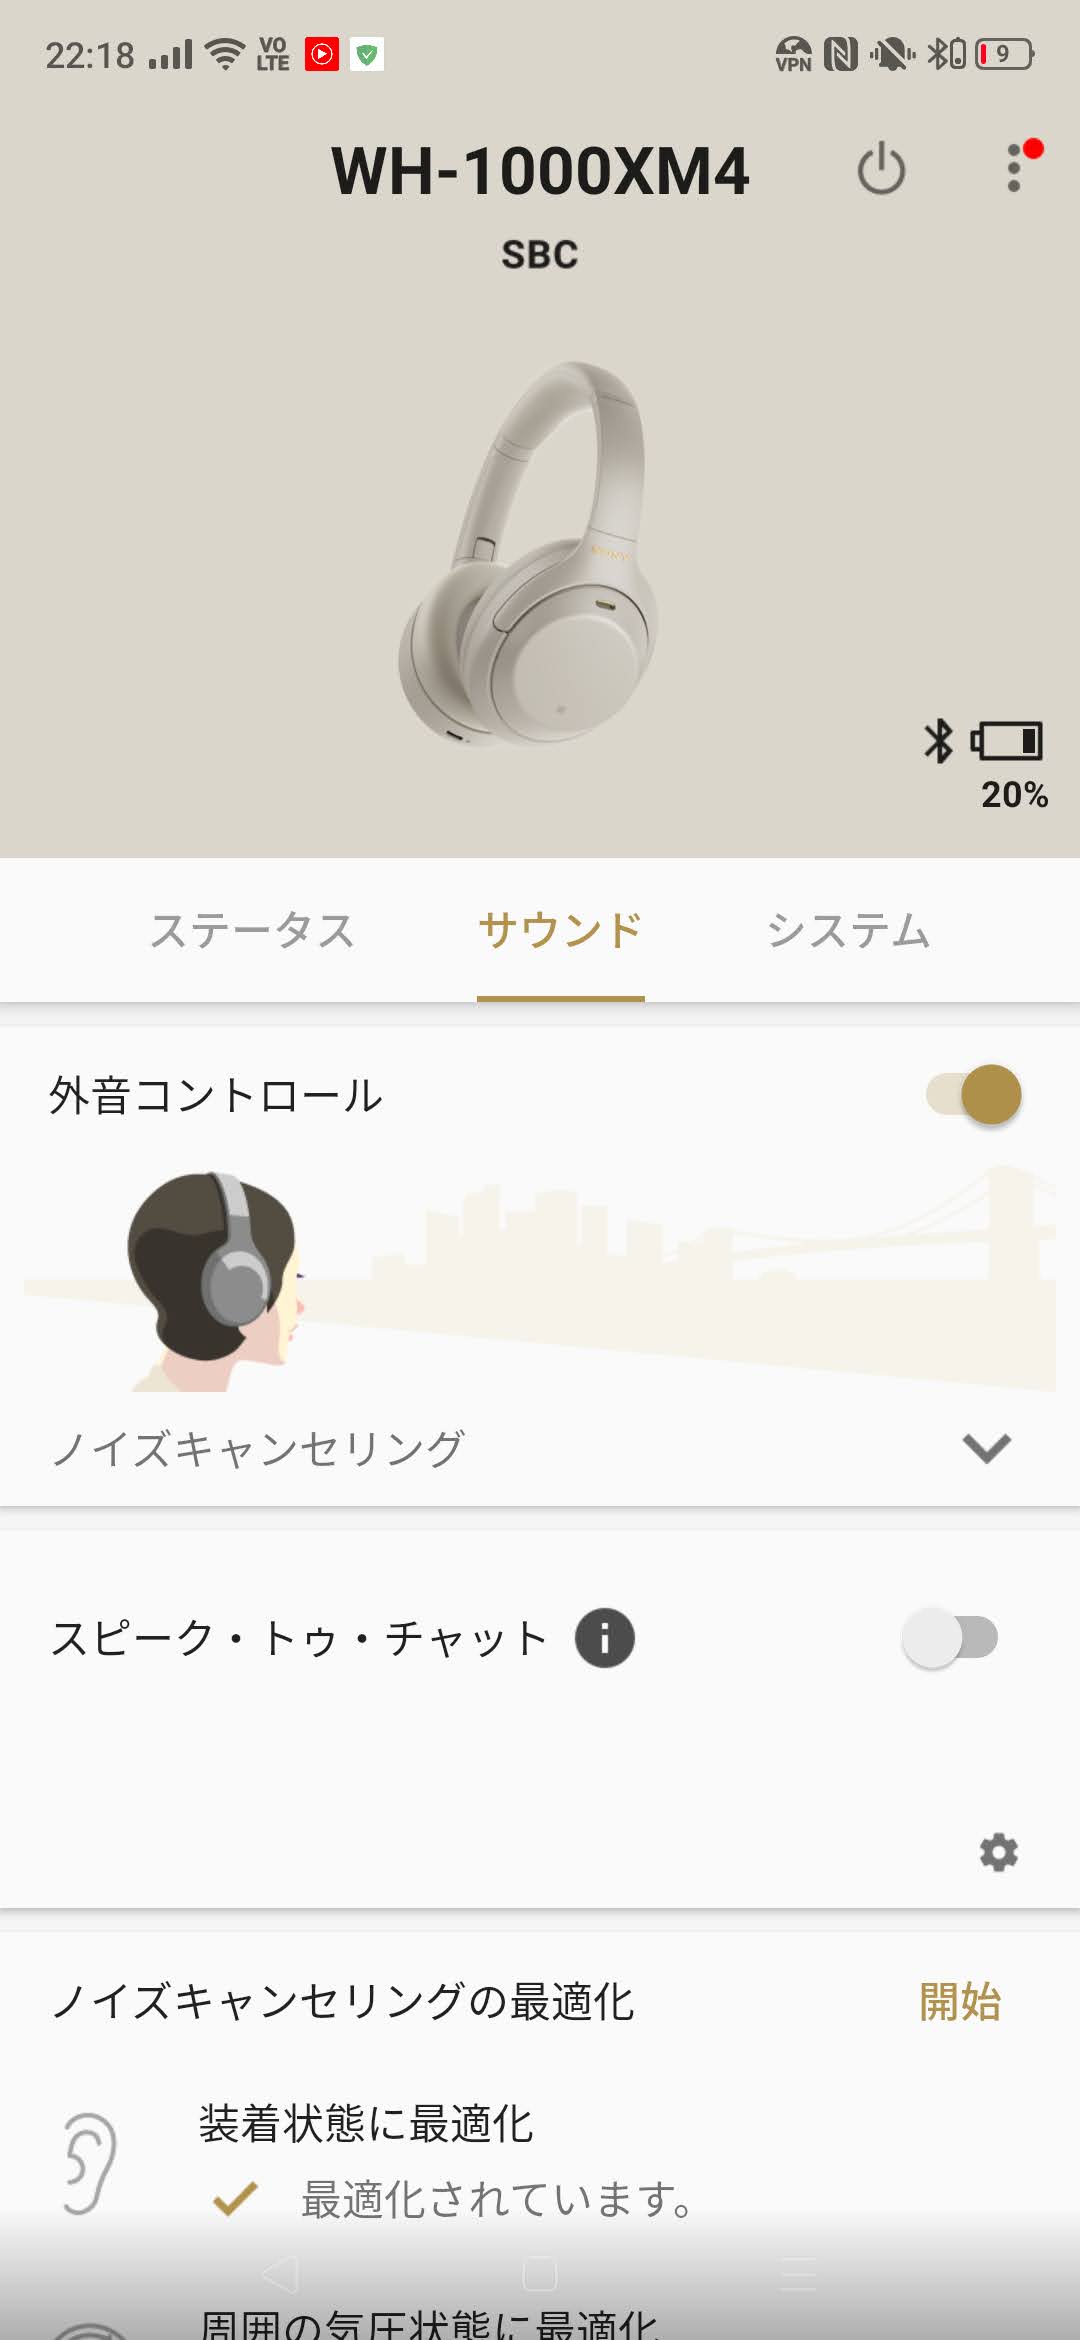 22:18 VO LTE VPN 9
WH-1000XM4
SBC
SONY
20%
ステータス サウンド システム
外音コントロール
ノイズキャンセリング
スピーク・トゥ・チャット
ノイズキャンセリングの最適化 開始
装着状態に最適化
最適化されています。
周囲の気圧状態に最適化